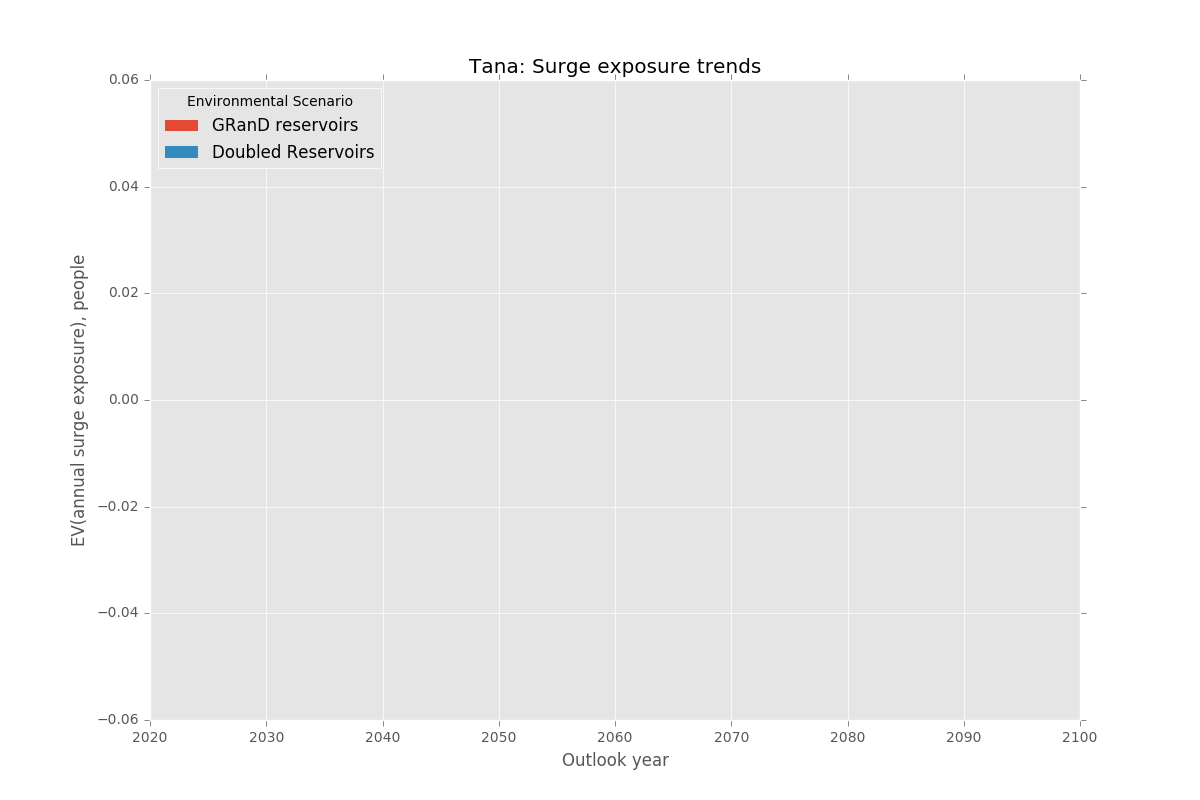 Tana: Surge exposure trends
Environmental Scenario
GRanD reservoirs
Doubled Reservoirs
EV(annual surge exposure), people
0.06
0.04
0.02
0.00
−0.02
−0.04
−0.06
2020 2030 2040 2050 2060 2070 2080 2090 2100
Outlook year